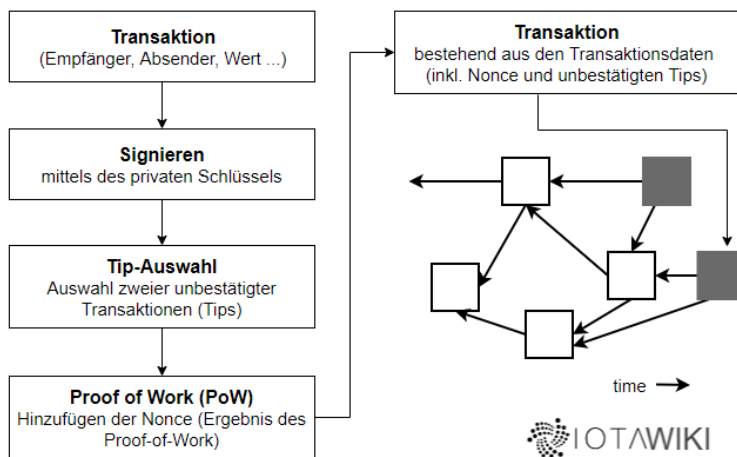 Transaktion
(Empfänger, Absender, Wert ...)
Signieren
mittels des privaten Schlüssels
Tip-Auswahl
Auswahl zweier unbestätigter
Transaktionen (Tips)
Proof of Work (PoW)
Hinzufügen der Nonce (Ergebnis des
Proof-of-Work)
Transaktion
bestehend aus den Transaktionsdaten
(inkl. Nonce und unbestätigten Tips)
time
IOTAWIKI